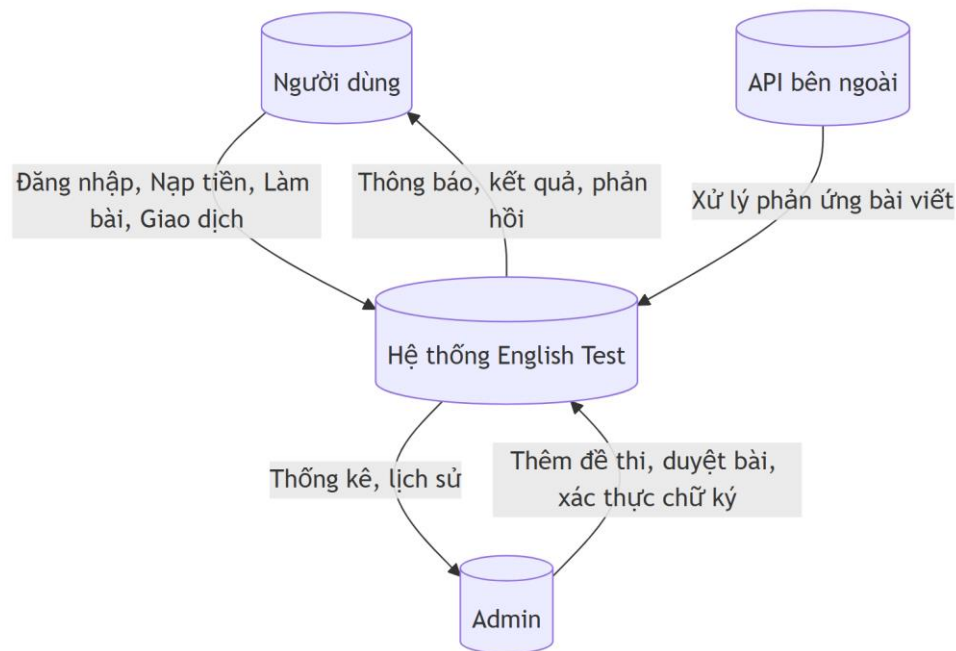 Người dùng
API bên ngoài
Đăng nhập, Nạp tiền, Làm
bài, Giao dịch
Thông báo, kết quả, phản
hồi
Xử lý phản ứng bài viết
Hệ thống English Test
Thống kê, lịch sử
Thêm đề thi, duyệt bài,
xác thực chữ ký
Admin